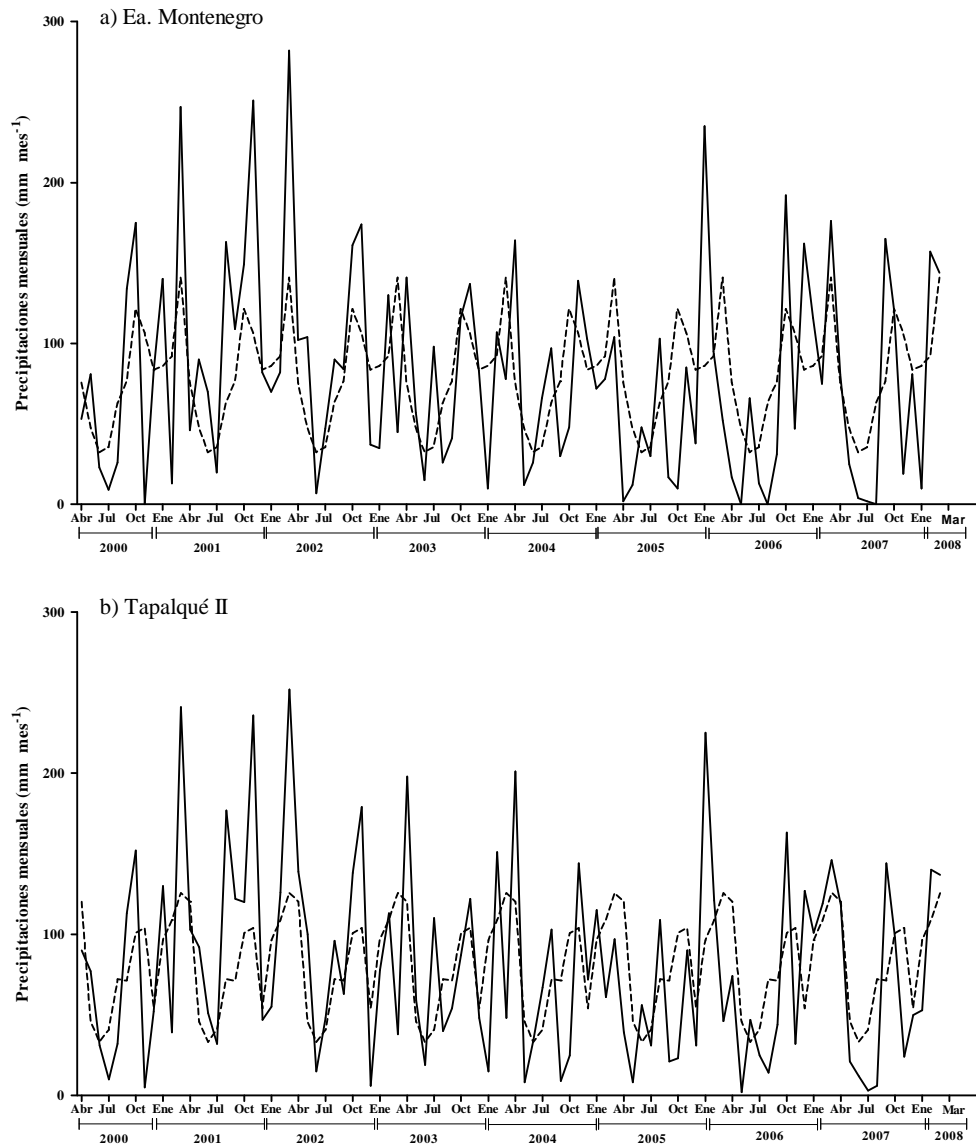 a) Ea. Montenegro
300
200
100
0
Precipitaciones mensuales (mm mes⁻¹)
Abr Jul Oct Ene Abr Jul Oct Ene Abr Jul Oct Ene Abr Jul Oct Ene Abr Jul Oct Ene Abr Jul Oct Ene Abr Jul Oct Ene Abr Jul Oct Ene Mar
2000 2001 2002 2003 2004 2005 2006 2007 2008
b) Tapalqué II
300
200
100
0
Precipitaciones mensuales (mm mes⁻¹)
Abr Jul Oct Ene Abr Jul Oct Ene Abr Jul Oct Ene Abr Jul Oct Ene Abr Jul Oct Ene Abr Jul Oct Ene Abr Jul Oct Ene Abr Jul Oct Ene Mar
2000 2001 2002 2003 2004 2005 2006 2007 2008